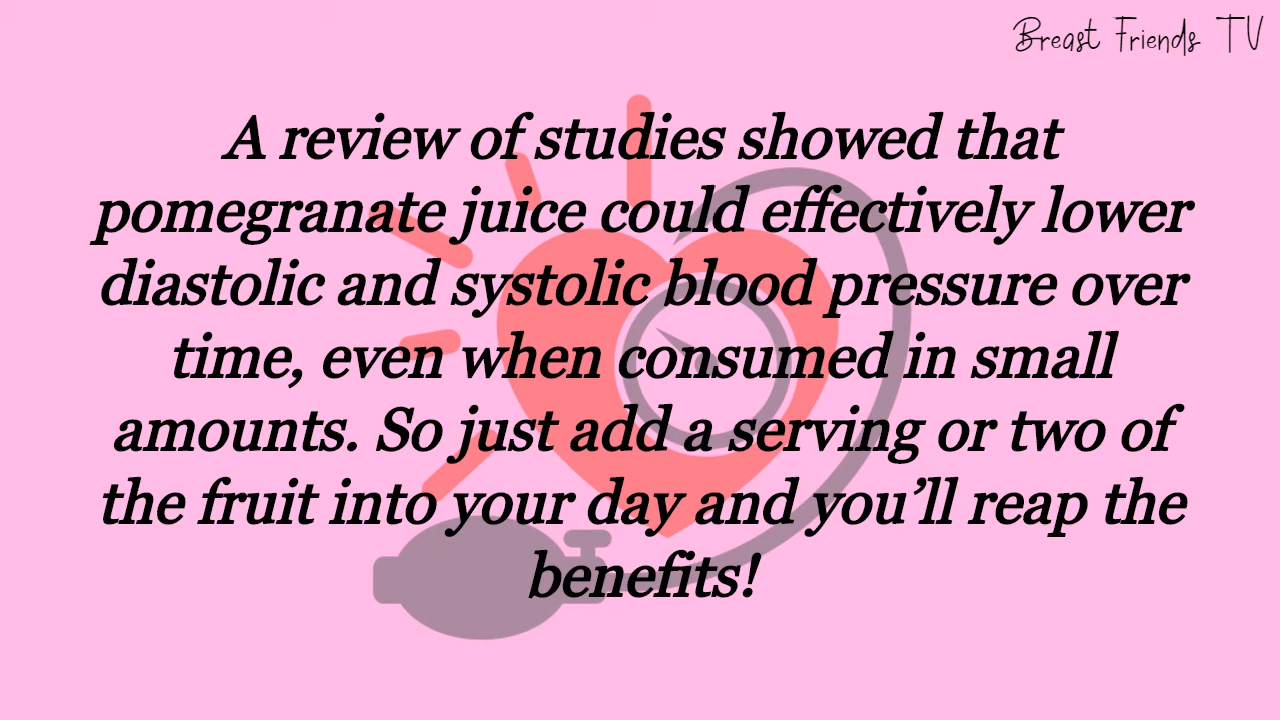 Breast Friends TV
A review of studies showed that
pomegranate juice could effectively lower
diastolic and systolic blood pressure over
time, even when consumed in small
amounts. So just add a serving or two of
the fruit into your day and you’ll reap the
benefits!